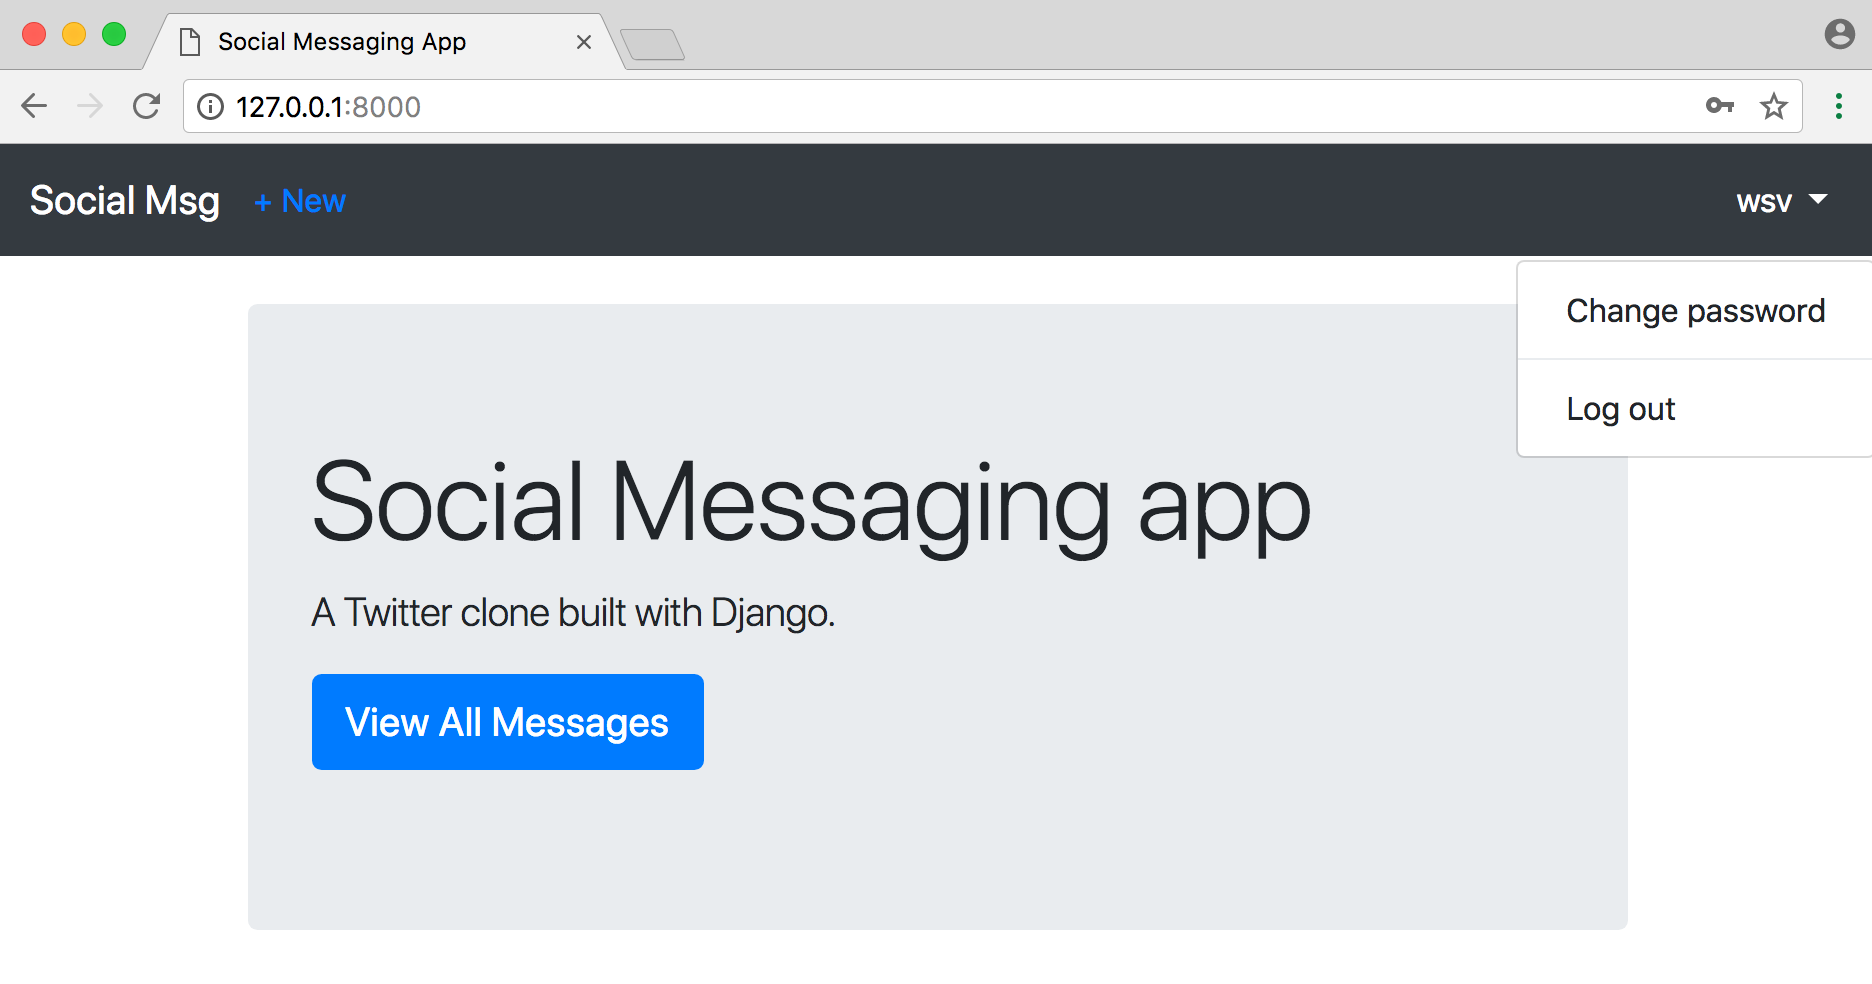 Social Messaging App
127.0.0.1:8000
Social Msg + New wsv
Change password
Log out
Social Messaging app
A Twitter clone built with Django.
View All Messages